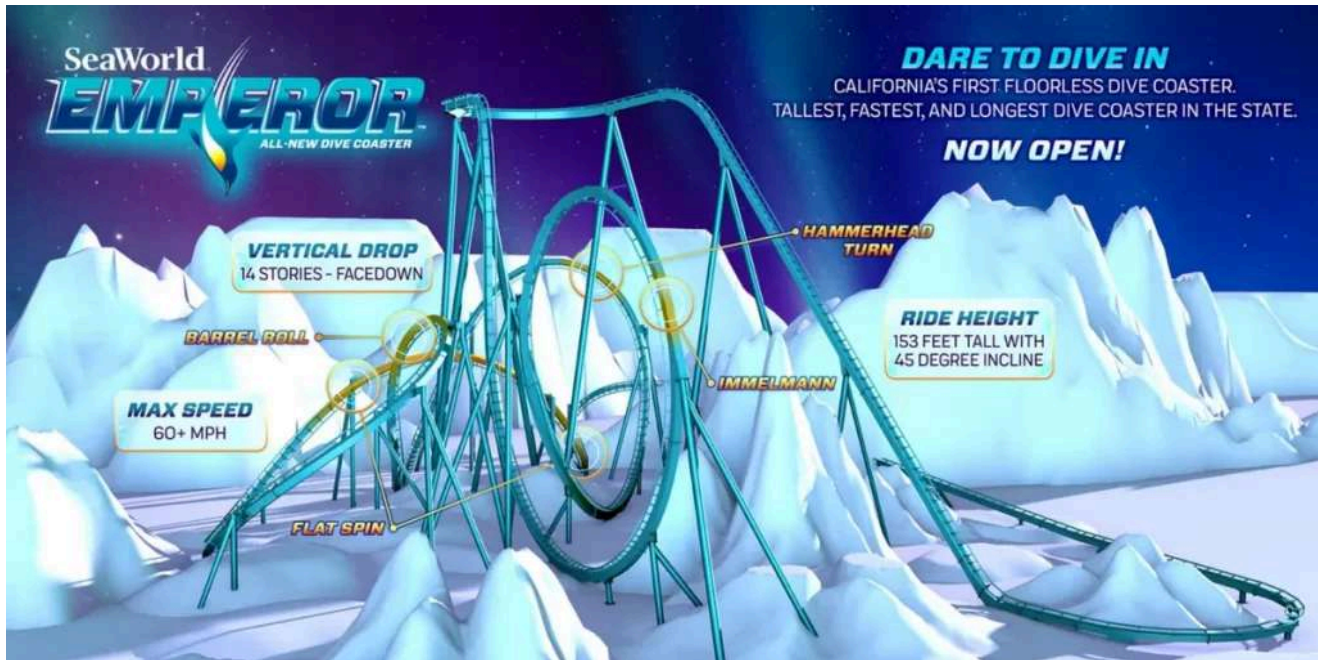 SeaWorld
EMPEROR™
ALL-NEW DIVE COASTER
DARE TO DIVE IN
CALIFORNIA'S FIRST FLOORLESS DIVE COASTER.
TALLEST, FASTEST, AND LONGEST DIVE COASTER IN THE STATE.
NOW OPEN!
VERTICAL DROP
14 STORIES - FACEDOWN
HAMMERHEAD
TURN
BARREL ROLL
RIDE HEIGHT
153 FEET TALL WITH
45 DEGREE INCLINE
IMMELMANN
MAX SPEED
60+ MPH
FLAT SPIN